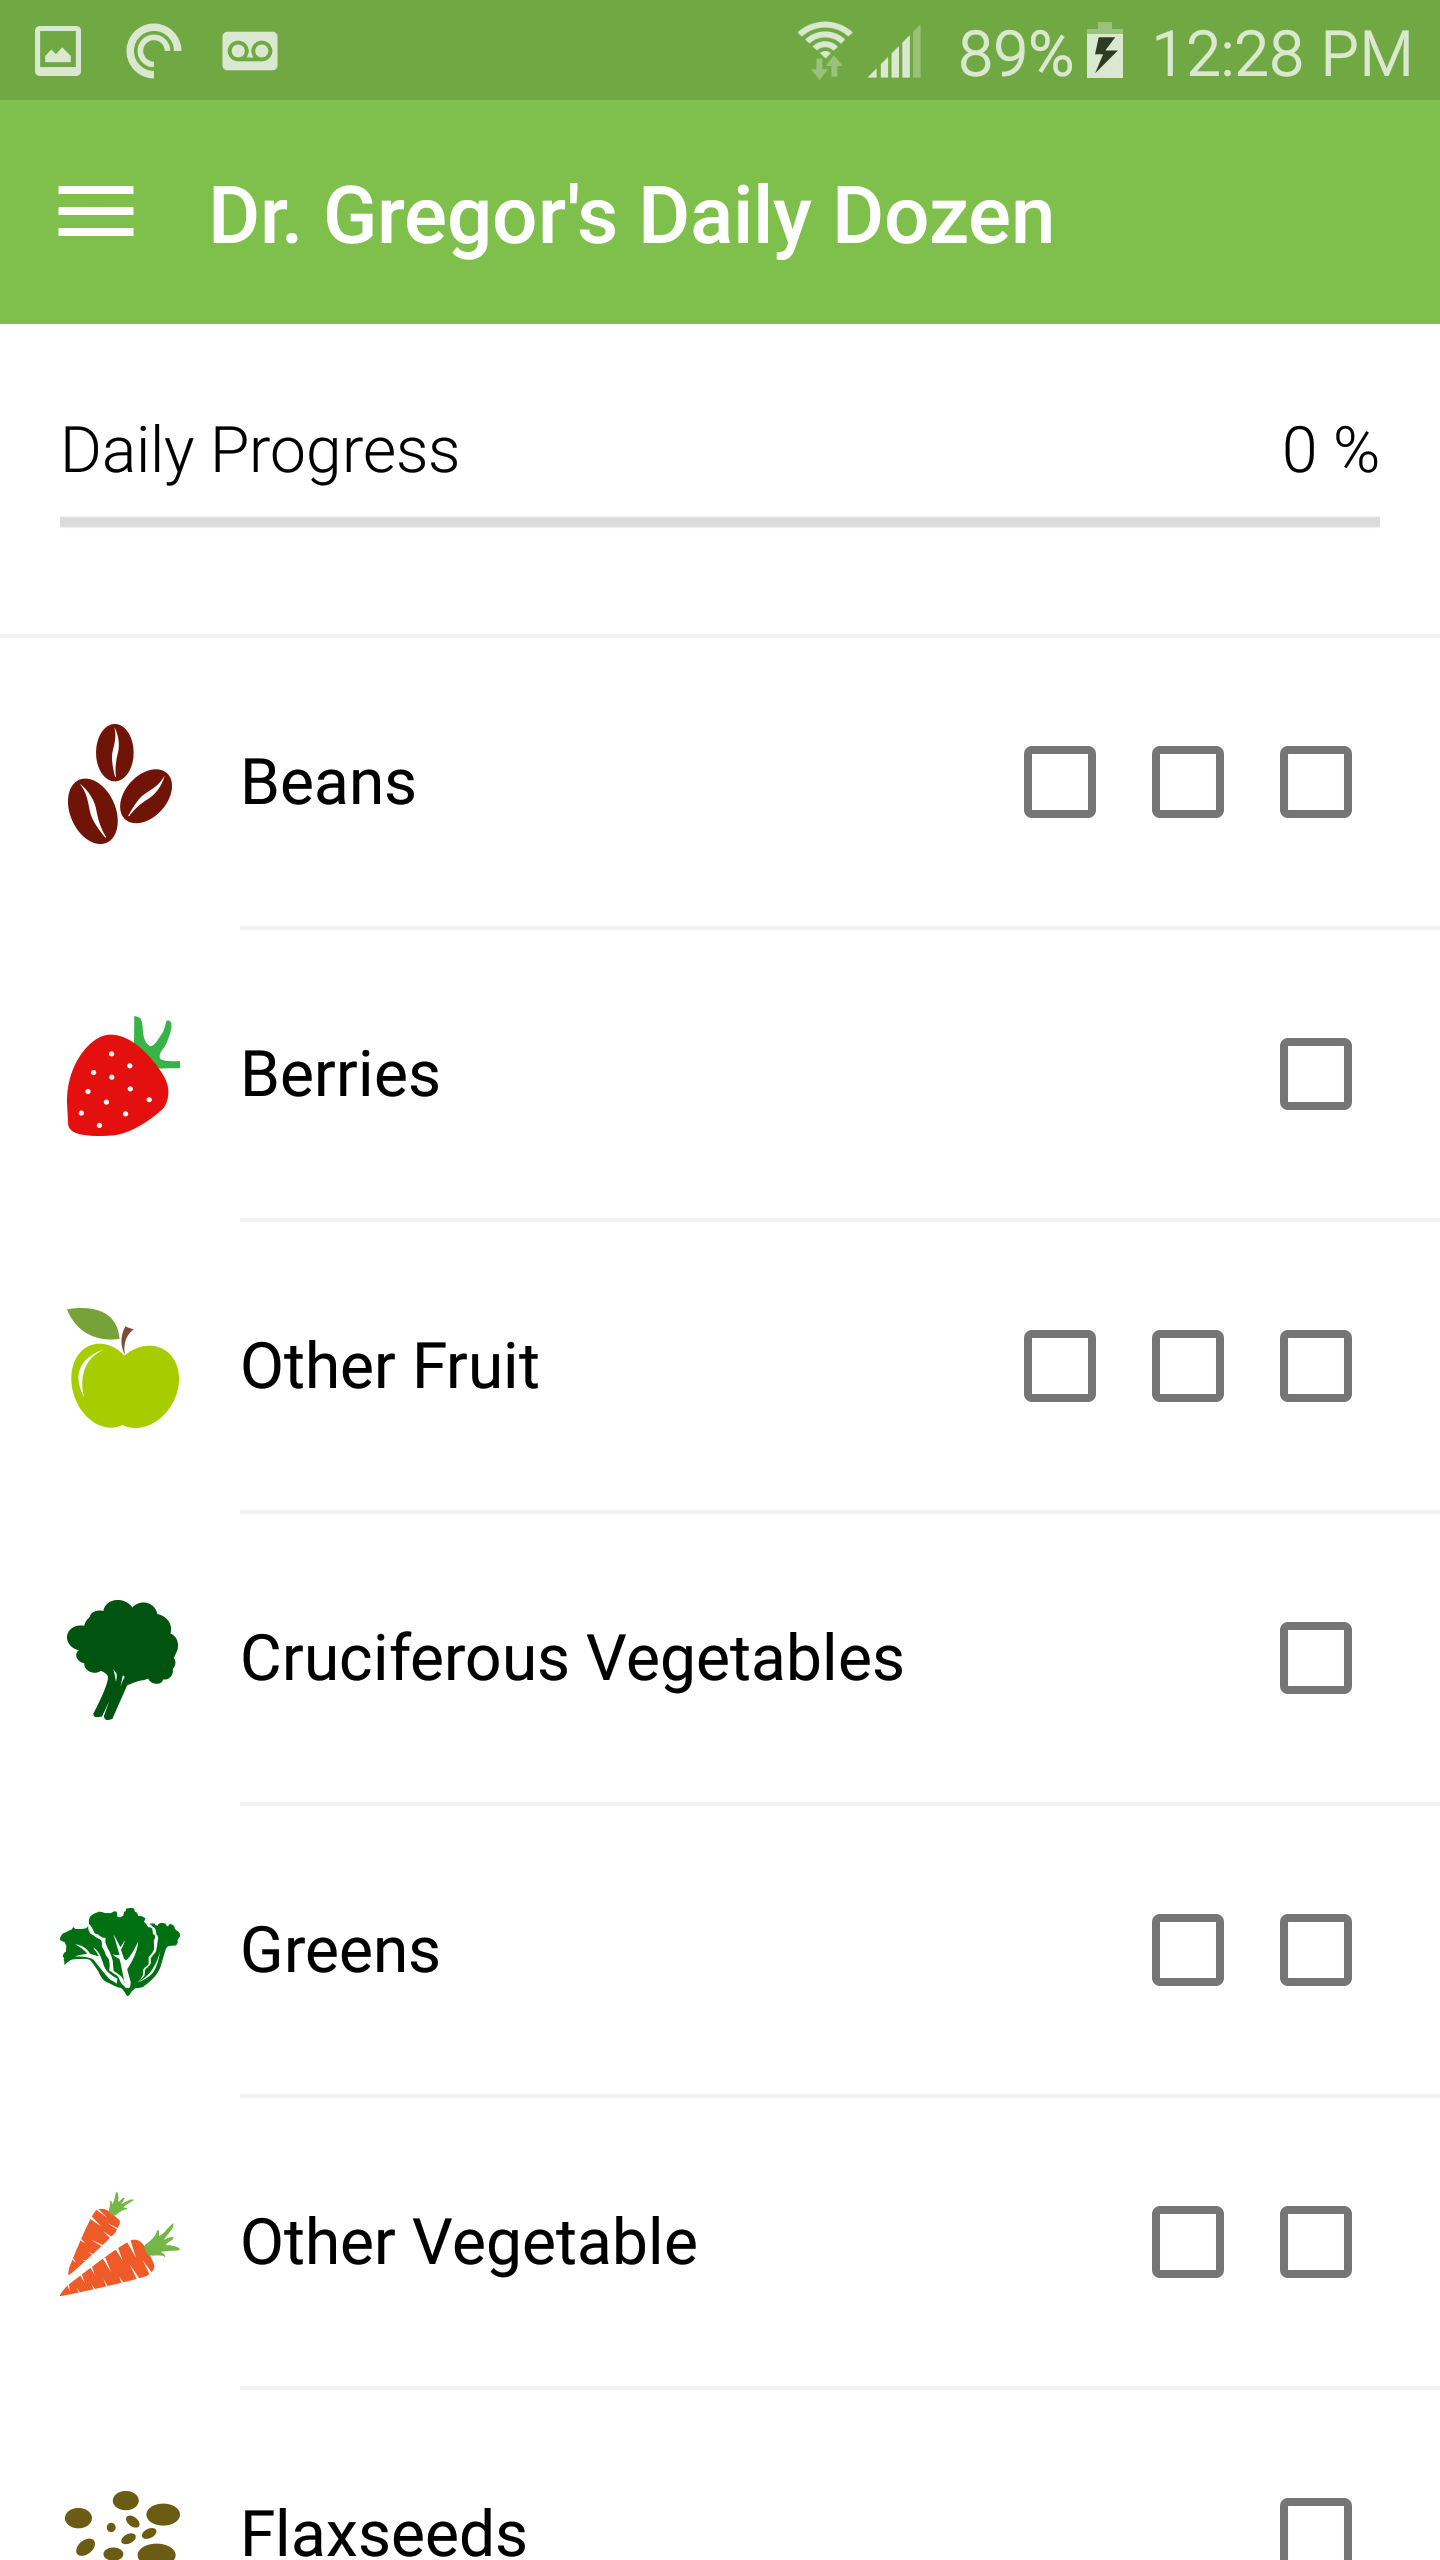 89% 12:28 PM
Dr. Gregor's Daily Dozen
Daily Progress 0 %
Beans
Berries
Other Fruit
Cruciferous Vegetables
Greens
Other Vegetable
Flaxseeds